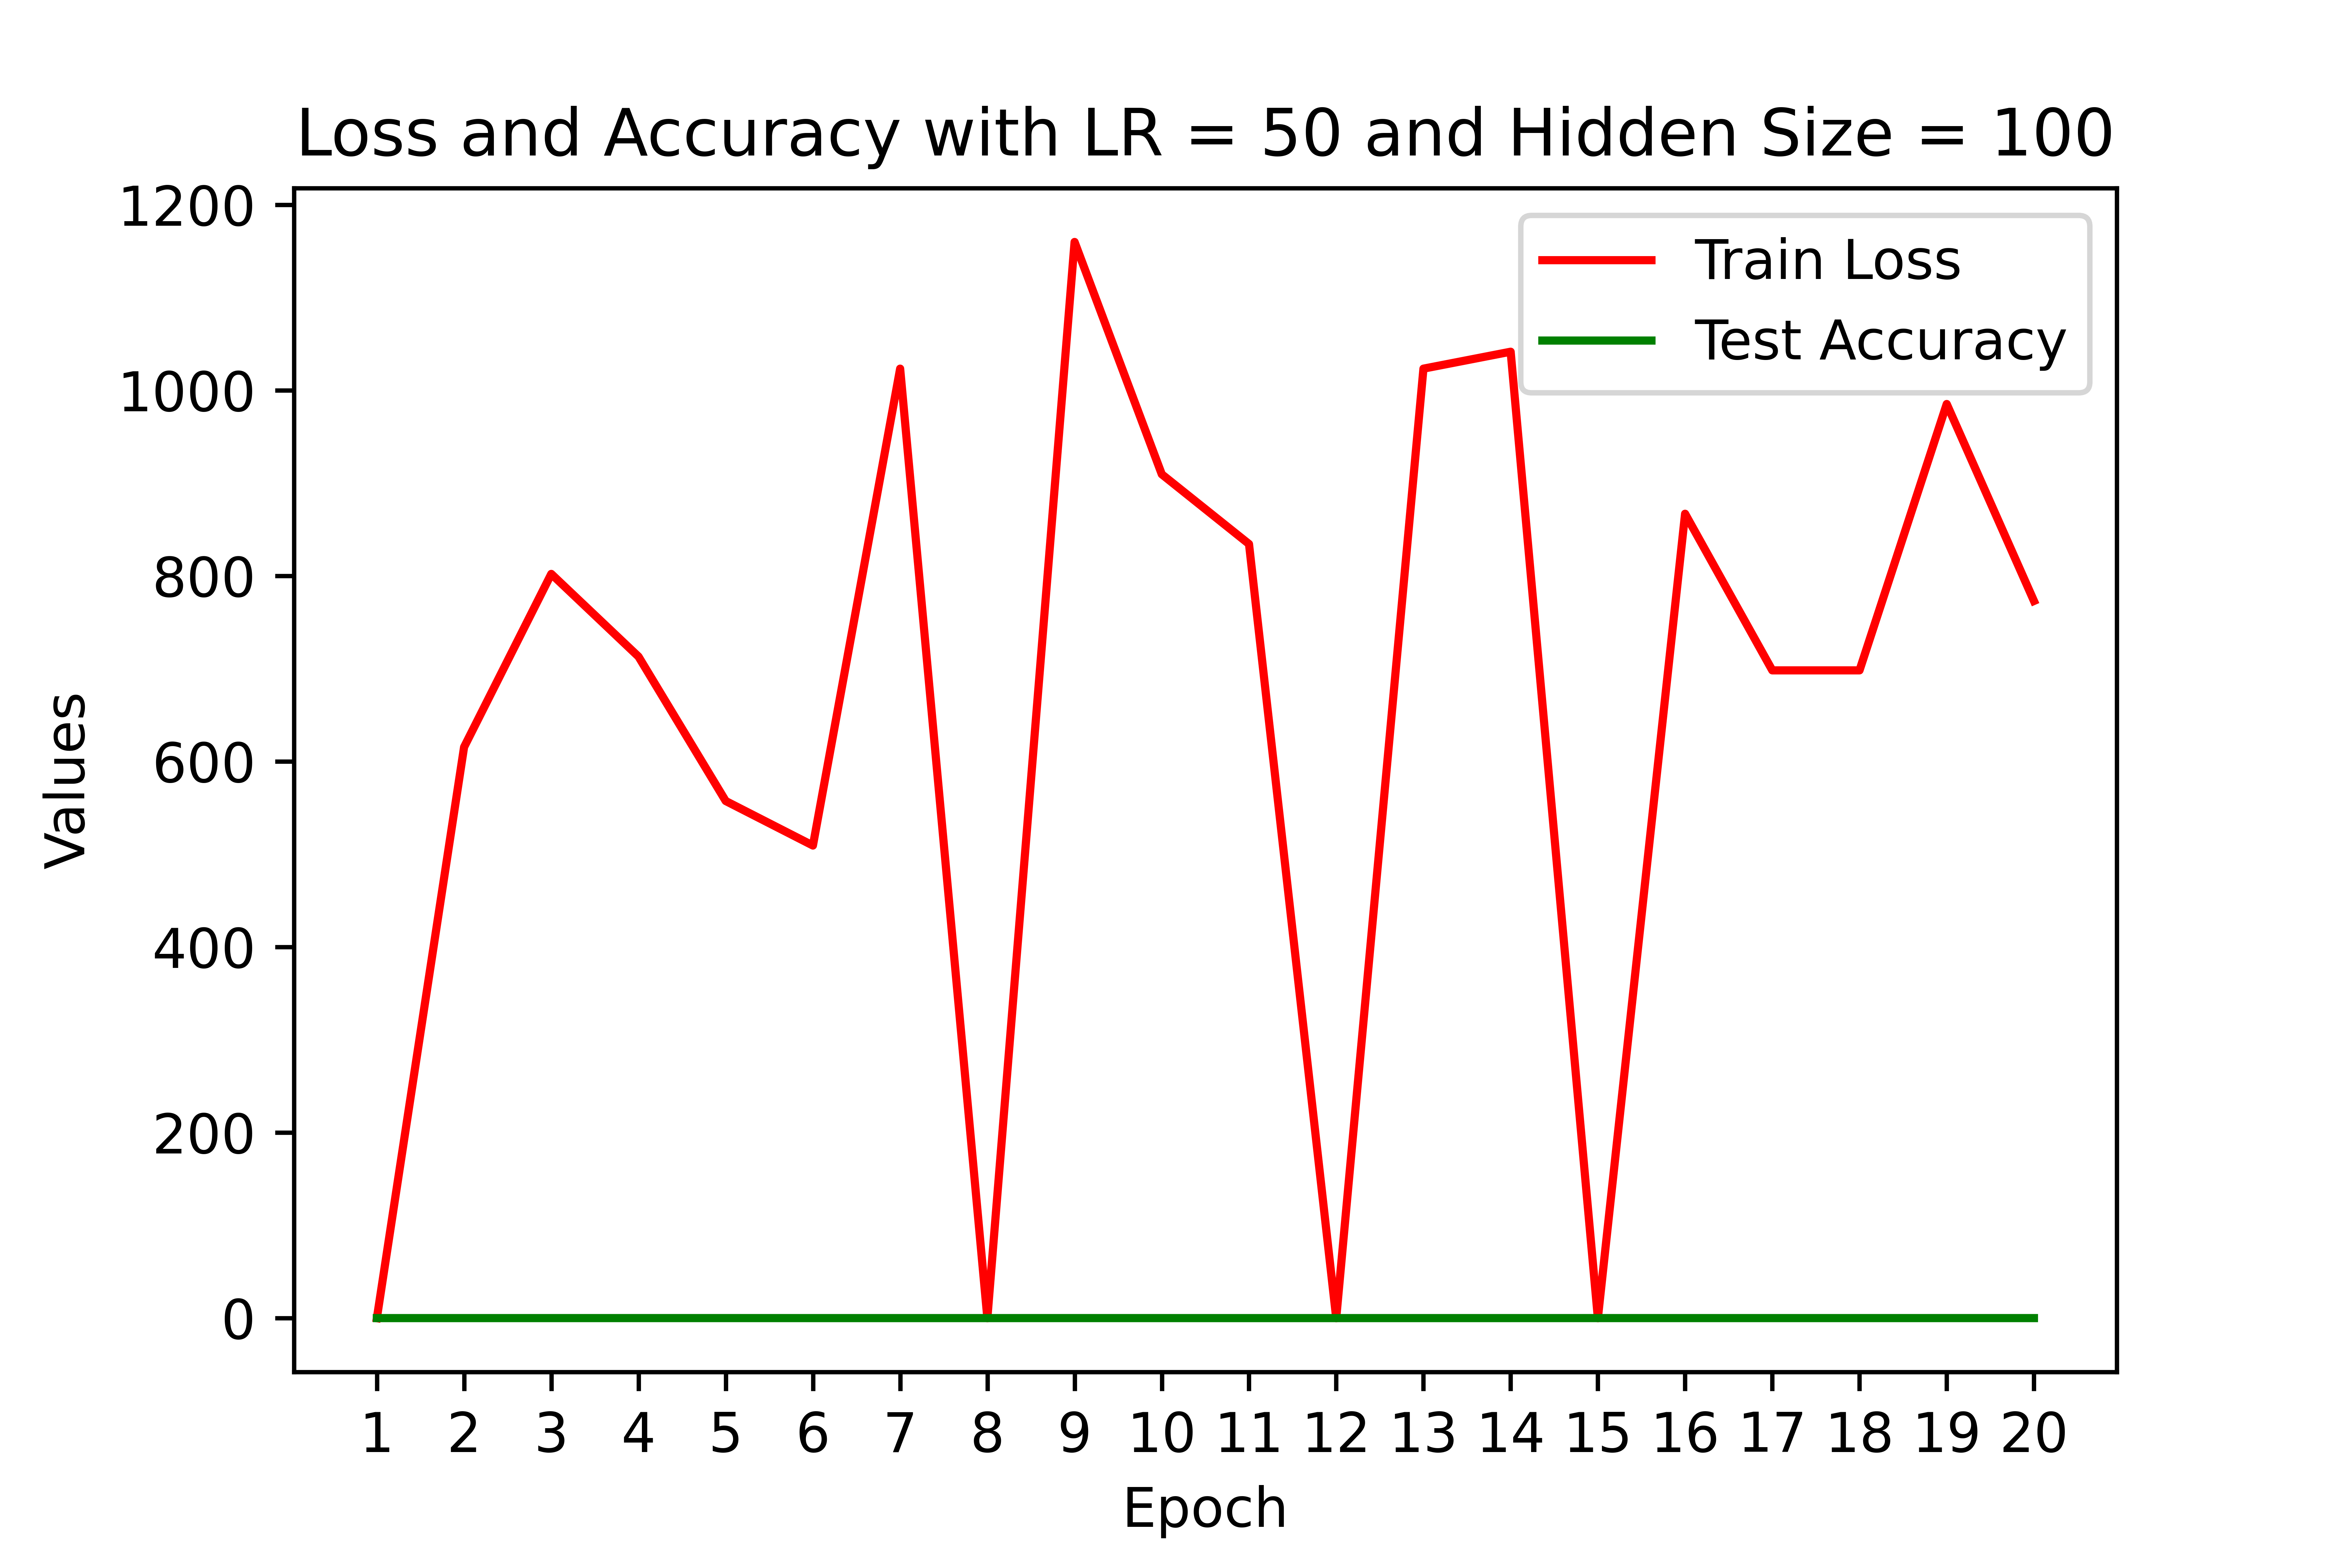 Loss and Accuracy with LR = 50 and Hidden Size = 100
1200
1000
800
600
400
200
0
Values
Train Loss
Test Accuracy
1 2 3 4 5 6 7 8 9 10 11 12 13 14 15 16 17 18 19 20
Epoch